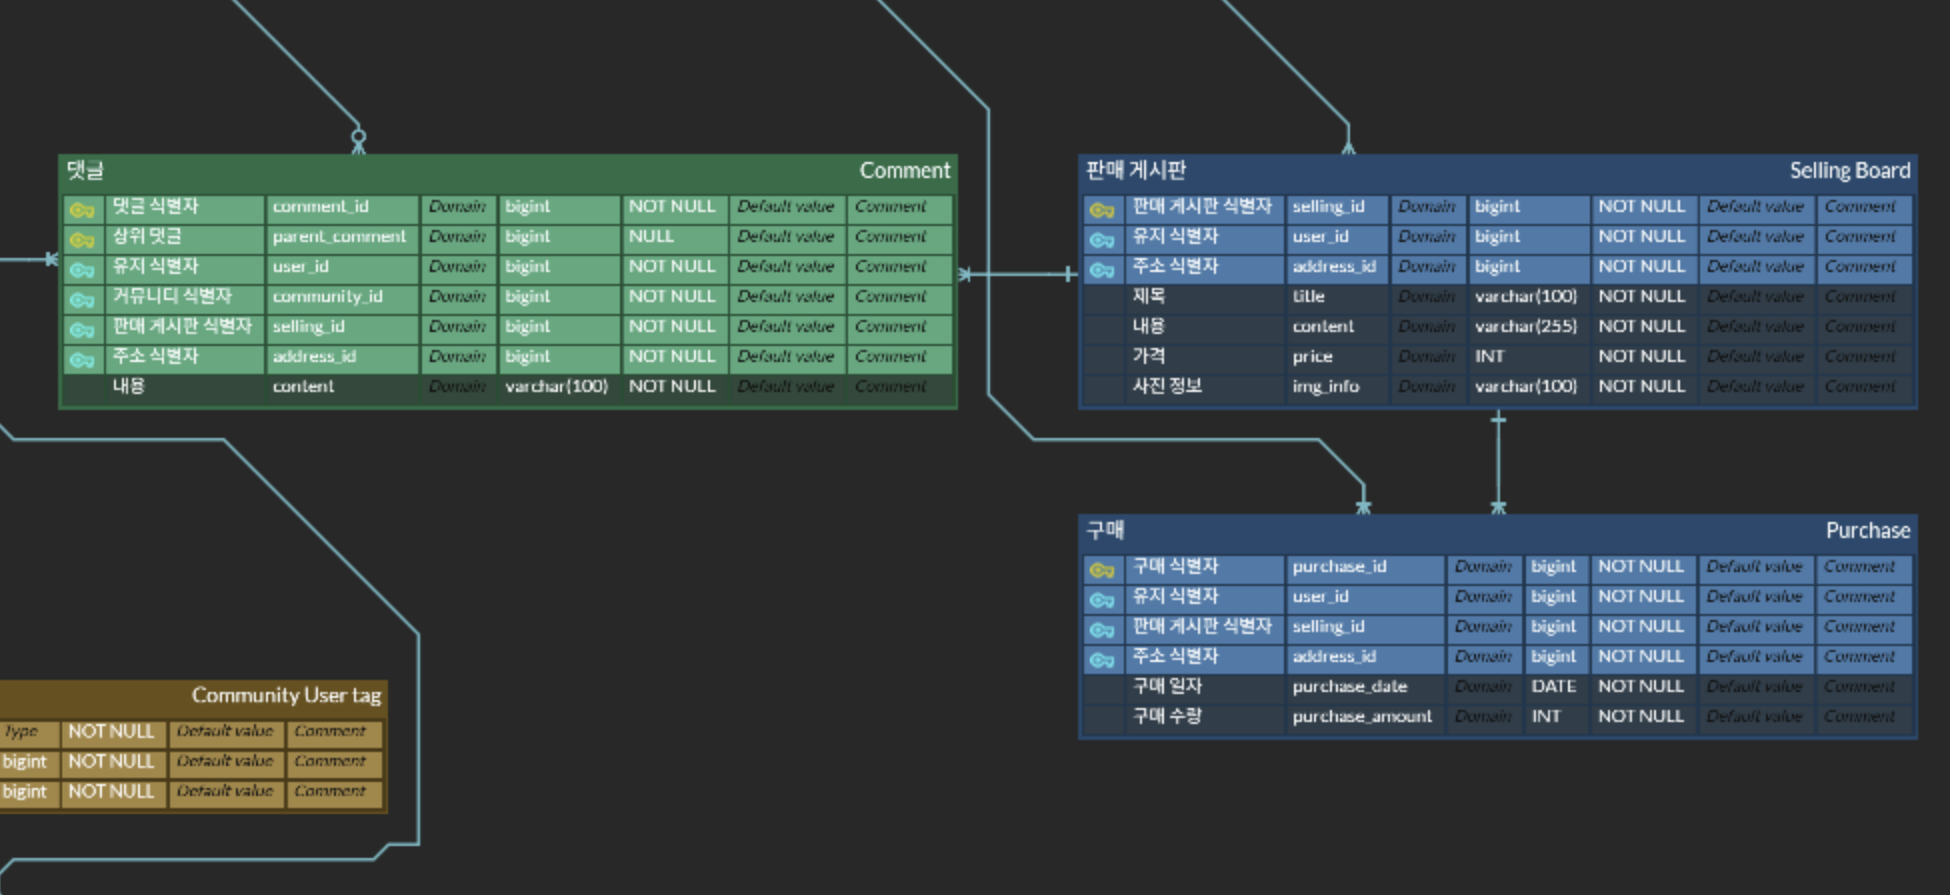 댓글 Comment
댓글 식별자 comment_id Domain bigint NOT NULL Default value Comment
상위 댓글 parent_comment Domain bigint NULL Default value Comment
유저 식별자 user_id Domain bigint NOT NULL Default value Comment
커뮤니티 식별자 community_id Domain bigint NOT NULL Default value Comment
판매 게시판 식별자 selling_id Domain bigint NOT NULL Default value Comment
주소 식별자 address_id Domain bigint NOT NULL Default value Comment
내용 content Domain varchar(100) NOT NULL Default value Comment
판매 게시판 Selling Board
판매 게시판 식별자 selling_id Domain bigint NOT NULL Default value Comment
유저 식별자 user_id Domain bigint NOT NULL Default value Comment
주소 식별자 address_id Domain bigint NOT NULL Default value Comment
제목 title Domain varchar(100) NOT NULL Default value Comment
내용 content Domain varchar(255) NOT NULL Default value Comment
가격 price Domain INT NOT NULL Default value Comment
사진 정보 img_info Domain varchar(100) NOT NULL Default value Comment
구매 Purchase
구매 식별자 purchase_id Domain bigint NOT NULL Default value Comment
유저 식별자 user_id Domain bigint NOT NULL Default value Comment
판매 게시판 식별자 selling_id Domain bigint NOT NULL Default value Comment
주소 식별자 address_id Domain bigint NOT NULL Default value Comment
구매 일자 purchase_date Domain DATE NOT NULL Default value Comment
구매 수량 purchase_amount Domain INT NOT NULL Default value Comment
Community User tag
Type NOT NULL Default value Comment
bigint NOT NULL Default value Comment
bigint NOT NULL Default value Comment